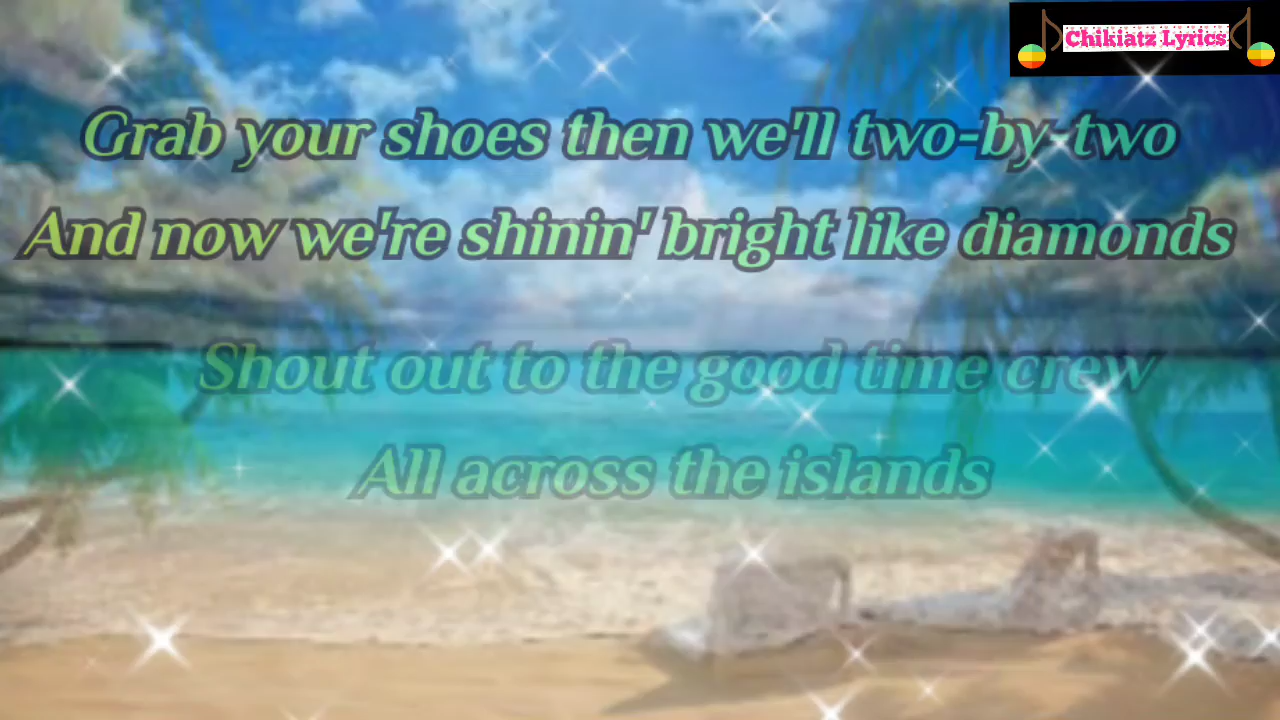 Chikiatz Lyrics
Grab your shoes then we'll two-by-two
And now we're shinin' bright like diamonds
Shout out to the good time crew
All across the islands